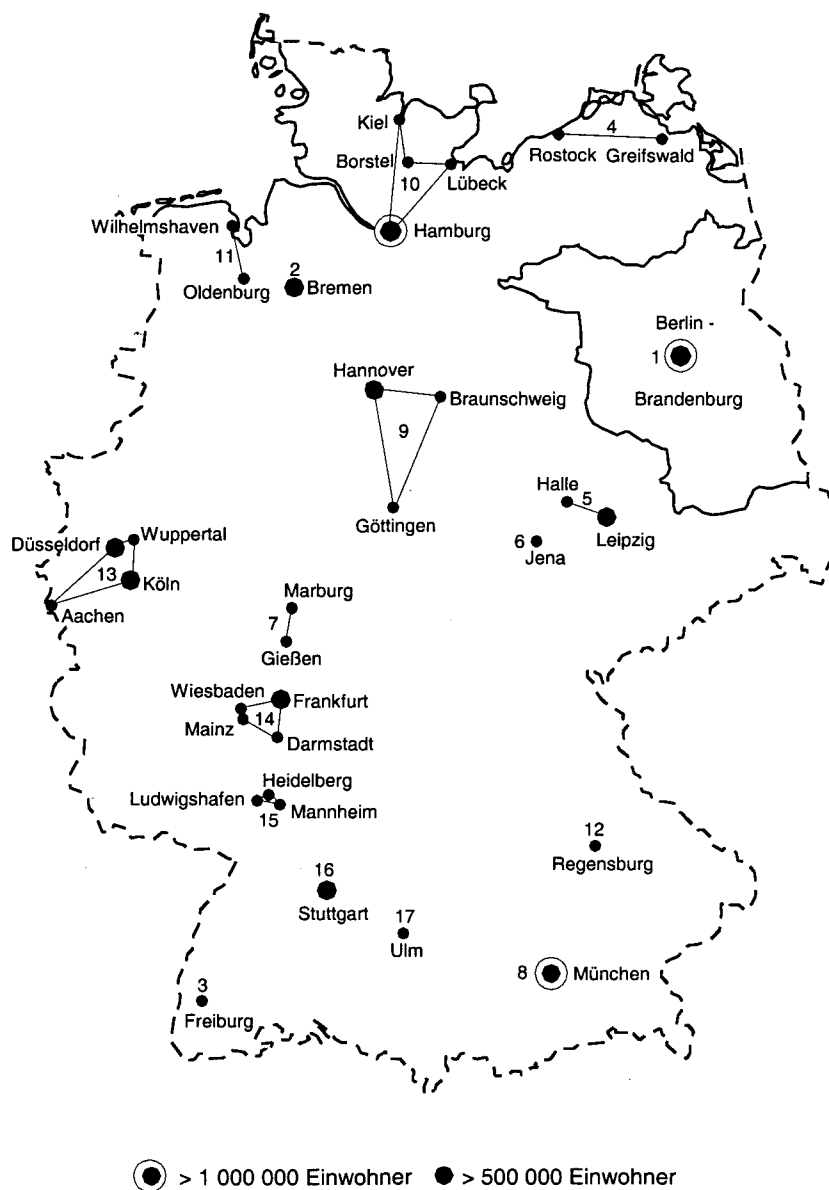 Kiel
4
Rostock Greifswald
Borstel
10
Lübeck
Wilhelmshaven
Hamburg
11
2
Oldenburg
Bremen
Berlin -
1
Hannover
Braunschweig
Brandenburg
9
Halle
5
Göttingen
Leipzig
6
Jena
Wuppertal
Düsseldorf
13
Köln
Aachen
Marburg
7
Gießen
Wiesbaden
Frankfurt
14
Mainz
Darmstadt
Heidelberg
Ludwigshafen
Mannheim
15
12
Regensburg
16
Stuttgart
17
Ulm
8
München
3
Freiburg
> 1 000 000 Einwohner > 500 000 Einwohner